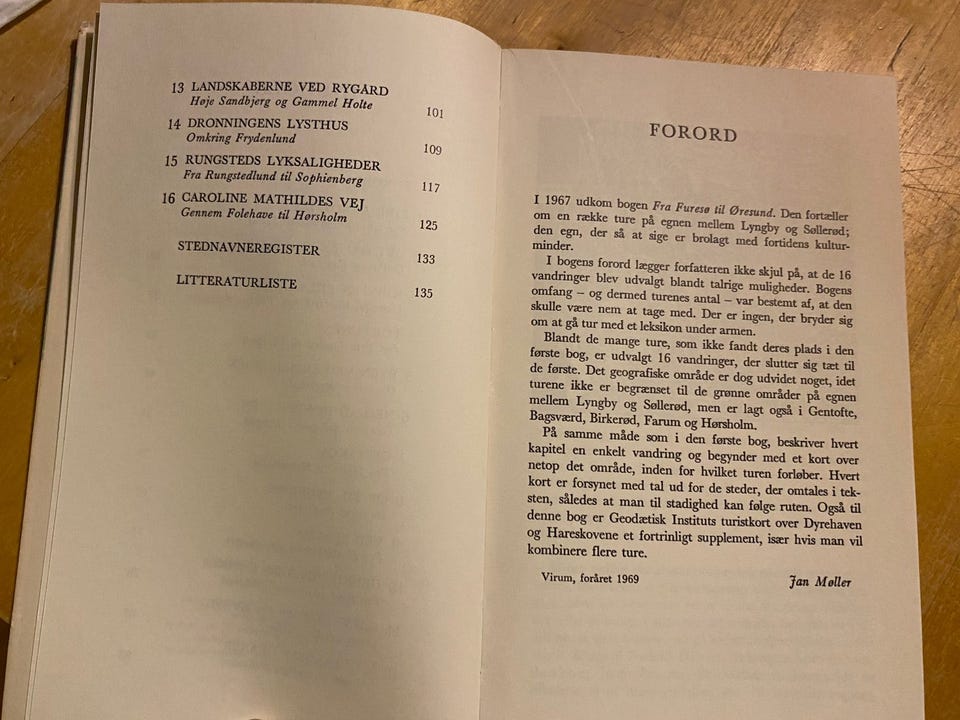 13 LANDSKABERNE VED RYGÅRD
Høje Sandbjerg og Gammel Holte 101
14 DRONNINGENS LYSTHUS
Omkring Frydenlund 109
15 RUNGSTEDS LYKSALIGHEDER
Fra Rungstedlund til Sophienberg 117
16 CAROLINE MATHILDES VEJ
Gennem Folehave til Hørsholm 125
STEDNAVNEREGISTER 133
LITTERATURLISTE 135
FORORD
I 1967 udkom bogen Fra Furesø til Øresund. Den fortæller
om en række ture på egnen mellem Lyngby og Søllerød;
den egn, der så at sige er brolagt med fortidens kultur-
minder.
I bogens forord lægger forfatteren ikke skjul på, at de 16
vandringer blev udvalgt blandt talrige muligheder. Bogens
omfang – og dermed turenes antal – var bestemt af, at den
skulle være nem at tage med. Der er ingen, der bryder sig
om at gå tur med et leksikon under armen.
Blandt de mange ture, som ikke fandt deres plads i den
første bog, er udvalgt 16 vandringer, der slutter sig tæt til
de første. Det geografiske område er dog udvidet noget, idet
turene ikke er begrænset til de grønne områder på egnen
mellem Lyngby og Søllerød, men er lagt også i Gentofte,
Bagsværd, Birkerød, Farum og Hørsholm.
På samme måde som i den første bog, beskriver hvert
kapitel en enkelt vandring og begynder med et kort over
netop det område, inden for hvilket turen forløber. Hvert
kort er forsynet med tal ud for de steder, der omtales i tek-
sten, således at man til stadighed kan følge ruten. Også til
denne bog er Geodætisk Instituts turistkort over Dyrehaven
og Hareskovene et fortrinligt supplement, især hvis man vil
kombinere flere ture.
Virum, foråret 1969 Jan Møller